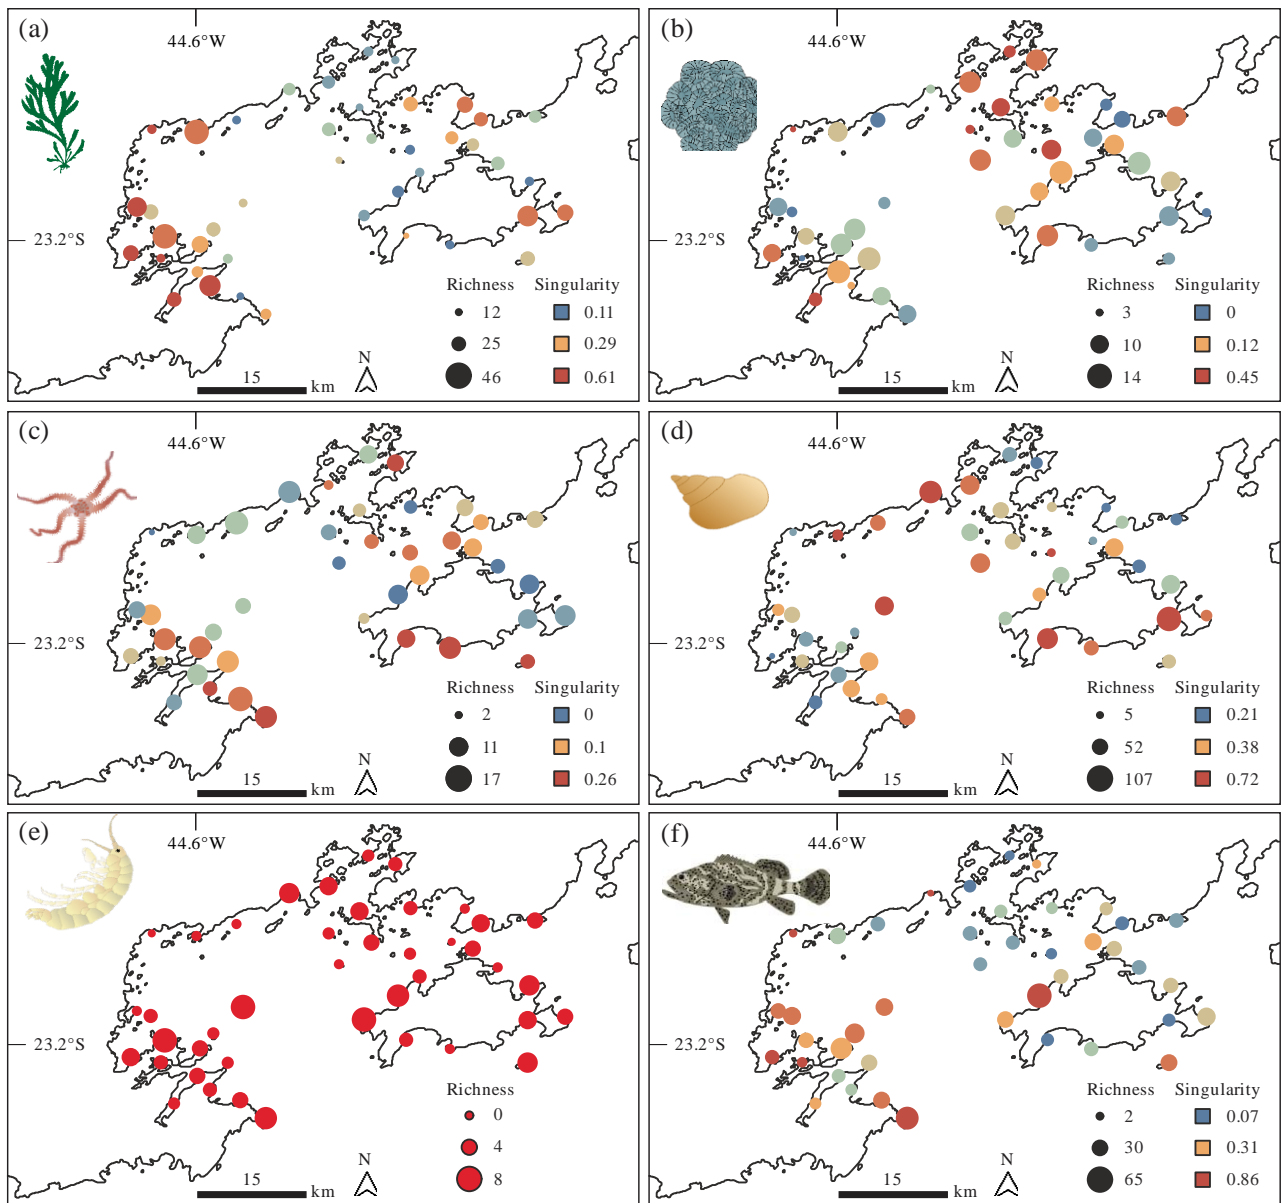 (a)
44.6°W
23.2°S
Richness Singularity
12 0.11
25 0.29
46 0.61
N
15 km
(b)
44.6°W
23.2°S
Richness Singularity
3 0
10 0.12
14 0.45
N
15 km
(c)
44.6°W
23.2°S
Richness Singularity
2 0
11 0.1
17 0.26
N
15 km
(d)
44.6°W
23.2°S
Richness Singularity
5 0.21
52 0.38
107 0.72
N
15 km
(e)
44.6°W
23.2°S
Richness
0
4
8
N
15 km
(f)
44.6°W
23.2°S
Richness Singularity
2 0.07
30 0.31
65 0.86
N
15 km